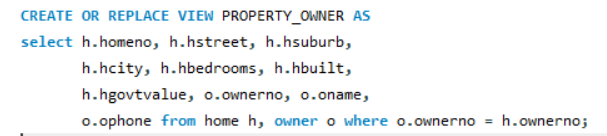 CREATE OR REPLACE VIEW PROPERTY_OWNER AS
select h.homeno, h.hstreet, h.hsuburb,
h.hcity, h.hbedrooms, h.hbuilt,
h.hgovtvalue, o.ownerno, o.oname,
o.ophone from home h, owner o where o.ownerno = h.ownerno;